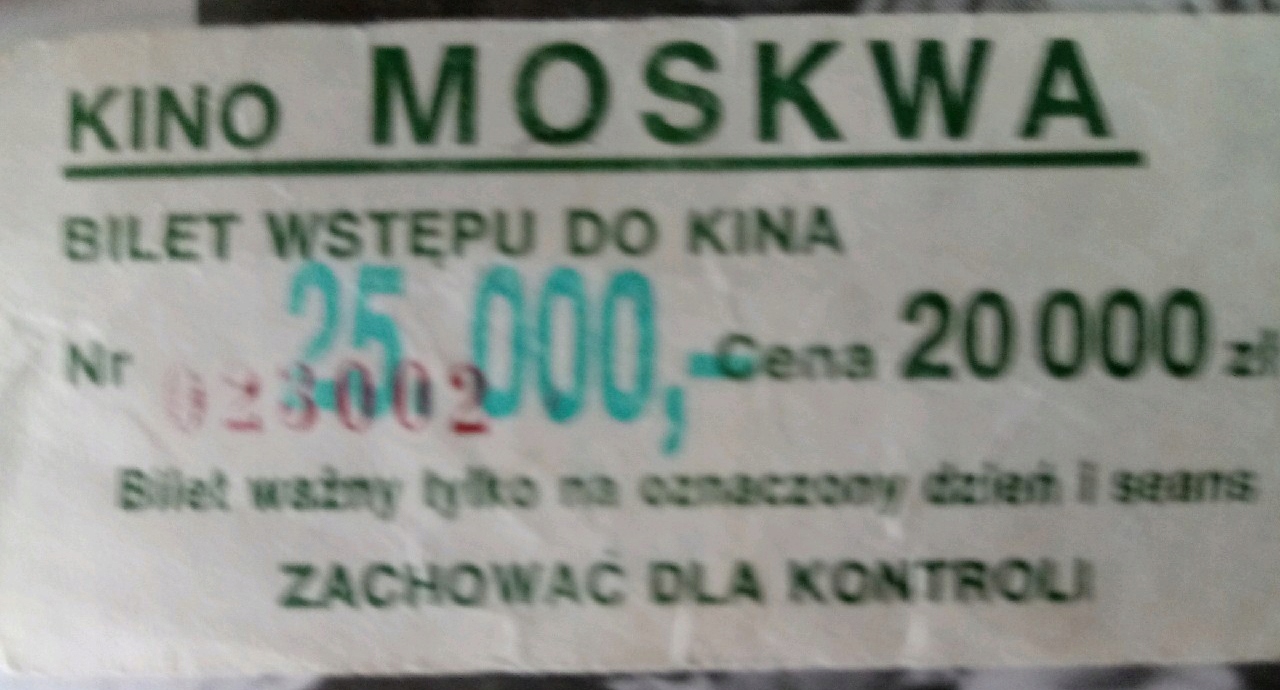 KINO MOSKWA
BILET WSTĘPU DO KINA
25.000,-
Nr 023002 Cena 20 000 zł
Bilet ważny tylko na oznaczony dzień i seans
ZACHOWAĆ DLA KONTROLI